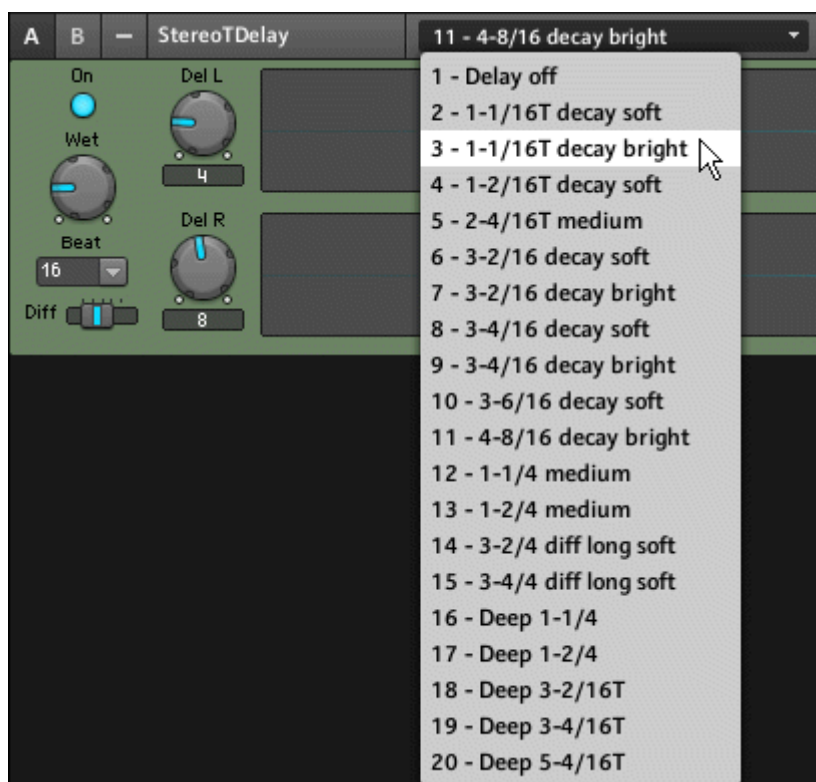 A B – StereoTDelay 11 - 4-8/16 decay bright
On Del L
Wet
4
Del R
Beat
16
Diff
8
1 - Delay off
2 - 1-1/16T decay soft
3 - 1-1/16T decay bright
4 - 1-2/16T decay soft
5 - 2-4/16T medium
6 - 3-2/16 decay soft
7 - 3-2/16 decay bright
8 - 3-4/16 decay soft
9 - 3-4/16 decay bright
10 - 3-6/16 decay soft
11 - 4-8/16 decay bright
12 - 1-1/4 medium
13 - 1-2/4 medium
14 - 3-2/4 diff long soft
15 - 3-4/4 diff long soft
16 - Deep 1-1/4
17 - Deep 1-2/4
18 - Deep 3-2/16T
19 - Deep 3-4/16T
20 - Deep 5-4/16T